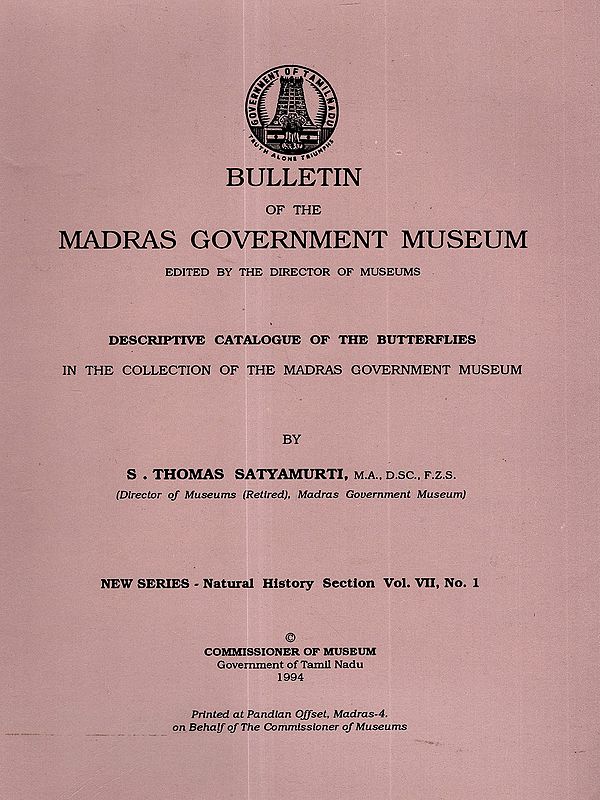 GOVERNMENT OF TAMILNADU
TRUTH ALONE TRIUMPHS
BULLETIN
OF THE
MADRAS GOVERNMENT MUSEUM
EDITED BY THE DIRECTOR OF MUSEUMS
DESCRIPTIVE CATALOGUE OF THE BUTTERFLIES
IN THE COLLECTION OF THE MADRAS GOVERNMENT MUSEUM
BY
S . THOMAS SATYAMURTI, M.A., D.SC., F.Z.S.
(Director of Museums (Retired), Madras Government Museum)
NEW SERIES - Natural History Section Vol. VII, No. 1
©
COMMISSIONER OF MUSEUM
Government of Tamil Nadu
1994
Printed at Pandian Offset, Madras-4.
on Behalf of The Commissioner of Museums